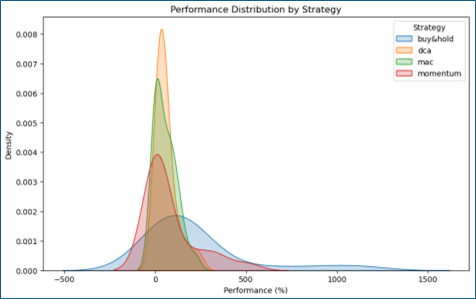 Performance Distribution by Strategy
Strategy
buy&hold
dca
mac
momentum
0.008
0.007
0.006
0.005
0.004
0.003
0.002
0.001
0.000
Density
−500
0
500
1000
1500
Performance (%)